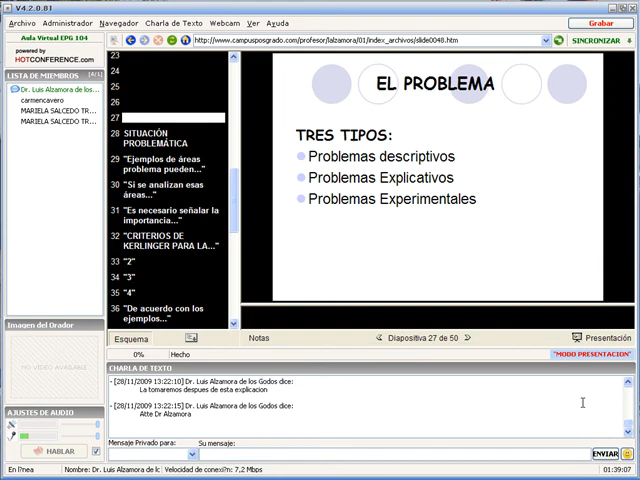 V4.2.0.81
Archivo Administrador Navegador Charla de Texto Webcam Ver Ayuda
Grabar
Aula Virtual EPG 104
powered by
HOTCONFERENCE.com
http://www.campusposgrado.com/profesor/lalzamora/01/index_archivos/slide0048.htm
SINCRONIZAR
LISTA DE MIEMBROS [4/1]
Dr. Luis Alzamora de los...
carmencavero
MARIELA SALCEDO TR...
MARIELA SALCEDO TR...
23
24
25
26
27
28 SITUACIÓN
PROBLEMÁTICA
29 "Ejemplos de áreas
problema pueden..."
30 "Si se analizan esas
áreas..."
31 "Es necesario señalar la
importancia..."
32 "CRITERIOS DE
KERLINGER PARA LA..."
33 "2"
34 "3"
35 "4"
36 "De acuerdo con los
ejemplos..."
EL PROBLEMA
TRES TIPOS:
Problemas descriptivos
Problemas Explicativos
Problemas Experimentales
Esquema
Notas
Diapositiva 27 de 50
Presentación
0% Hecho
"MODO PRESENTACION"
Imagen del Orador
NO VIDEO AVAILABLE
AJUSTES DE AUDIO
HABLAR
CHARLA DE TEXTO
- [28/11/2009 13:22:10] Dr. Luis Alzamora de los Godos dice:
La tomaremos despues de esta explicacion
- [28/11/2009 13:22:15] Dr. Luis Alzamora de los Godos dice:
Atte Dr Alzamora
Mensaje Privado para: Su mensaje:
ENVIAR
En l?nea Nombre: Dr. Luis Alzamora de lo Velocidad de conexi?n: 7,2 Mbps 01:39:07